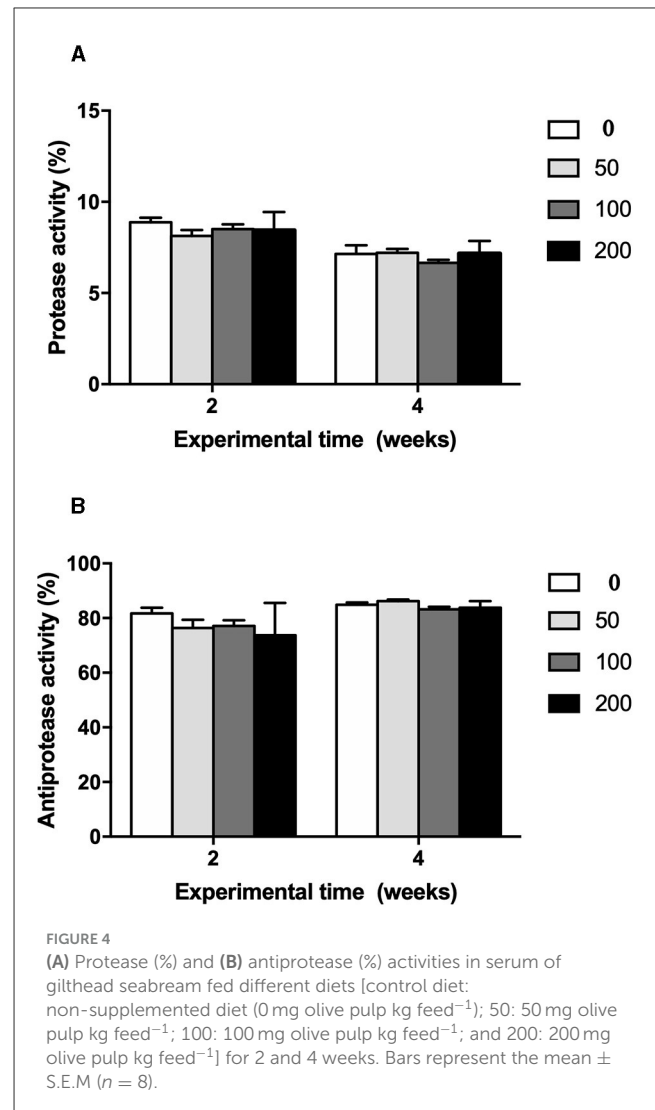 A
Protease activity (%)
15
10
5
0
2
4
Experimental time (weeks)
0
50
100
200
B
Antiprotease activity (%)
100
80
60
40
20
0
2
4
Experimental time (weeks)
0
50
100
200
FIGURE 4
(A) Protease (%) and (B) antiprotease (%) activities in serum of
gilthead seabream fed different diets [control diet:
non-supplemented diet (0 mg olive pulp kg feed⁻¹); 50: 50 mg olive
pulp kg feed⁻¹; 100: 100 mg olive pulp kg feed⁻¹; and 200: 200 mg
olive pulp kg feed⁻¹] for 2 and 4 weeks. Bars represent the mean ±
S.E.M (n = 8).